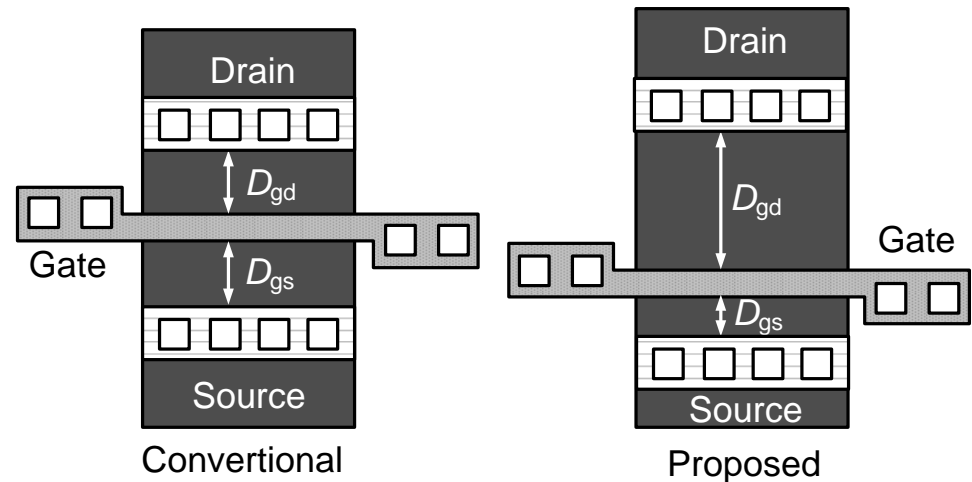 Drain
Dgd
Gate
Dgs
Source
Convertional
Drain
Dgd
Gate
Dgs
Source
Proposed